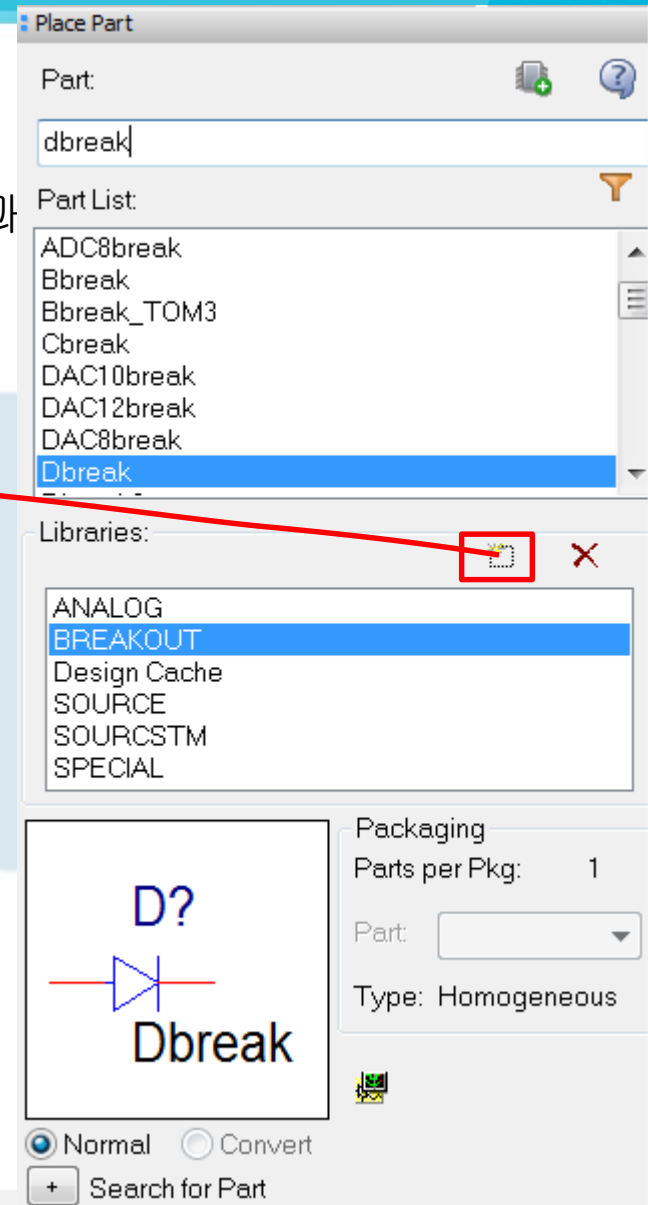 Place Part
Part:
dbreak
과
Part List:
ADC8break
Bbreak
Bbreak_TOM3
Cbreak
DAC10break
DAC12break
DAC8break
Dbreak
Libraries:
ANALOG
BREAKOUT
Design Cache
SOURCE
SOURCSTM
SPECIAL
Packaging
Parts per Pkg: 1
Part:
Type: Homogeneous
D?
Dbreak
Normal Convert
+ Search for Part